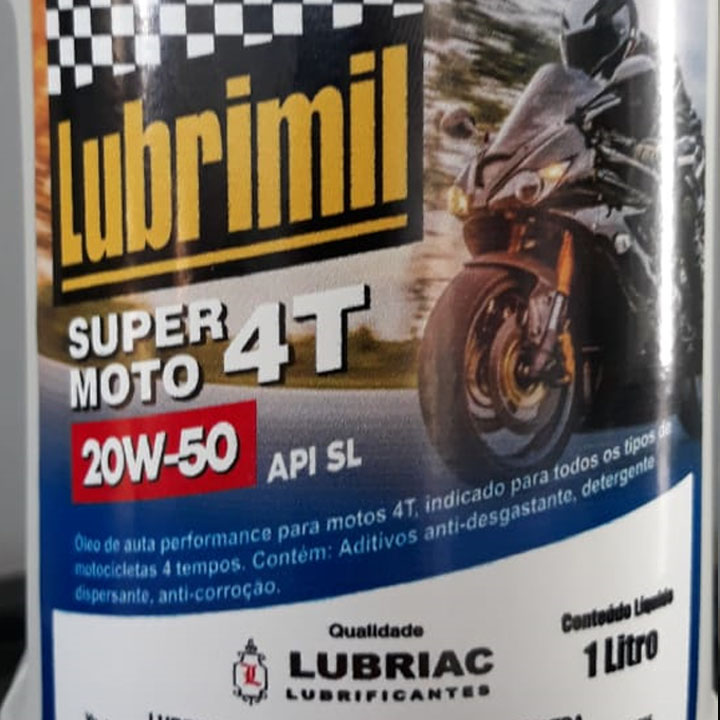 Lubrimil
SUPER
MOTO 4T
20W-50 API SL
Óleo de auta performance para motos 4T, indicado para todos os tipos de
motocicletas 4 tempos. Contém: Aditivos anti-desgastante, detergente
dispersante, anti-corroção.
Qualidade
L LUBRIAC
LUBRIFICANTES
Conteúdo Líquido
1 Litro